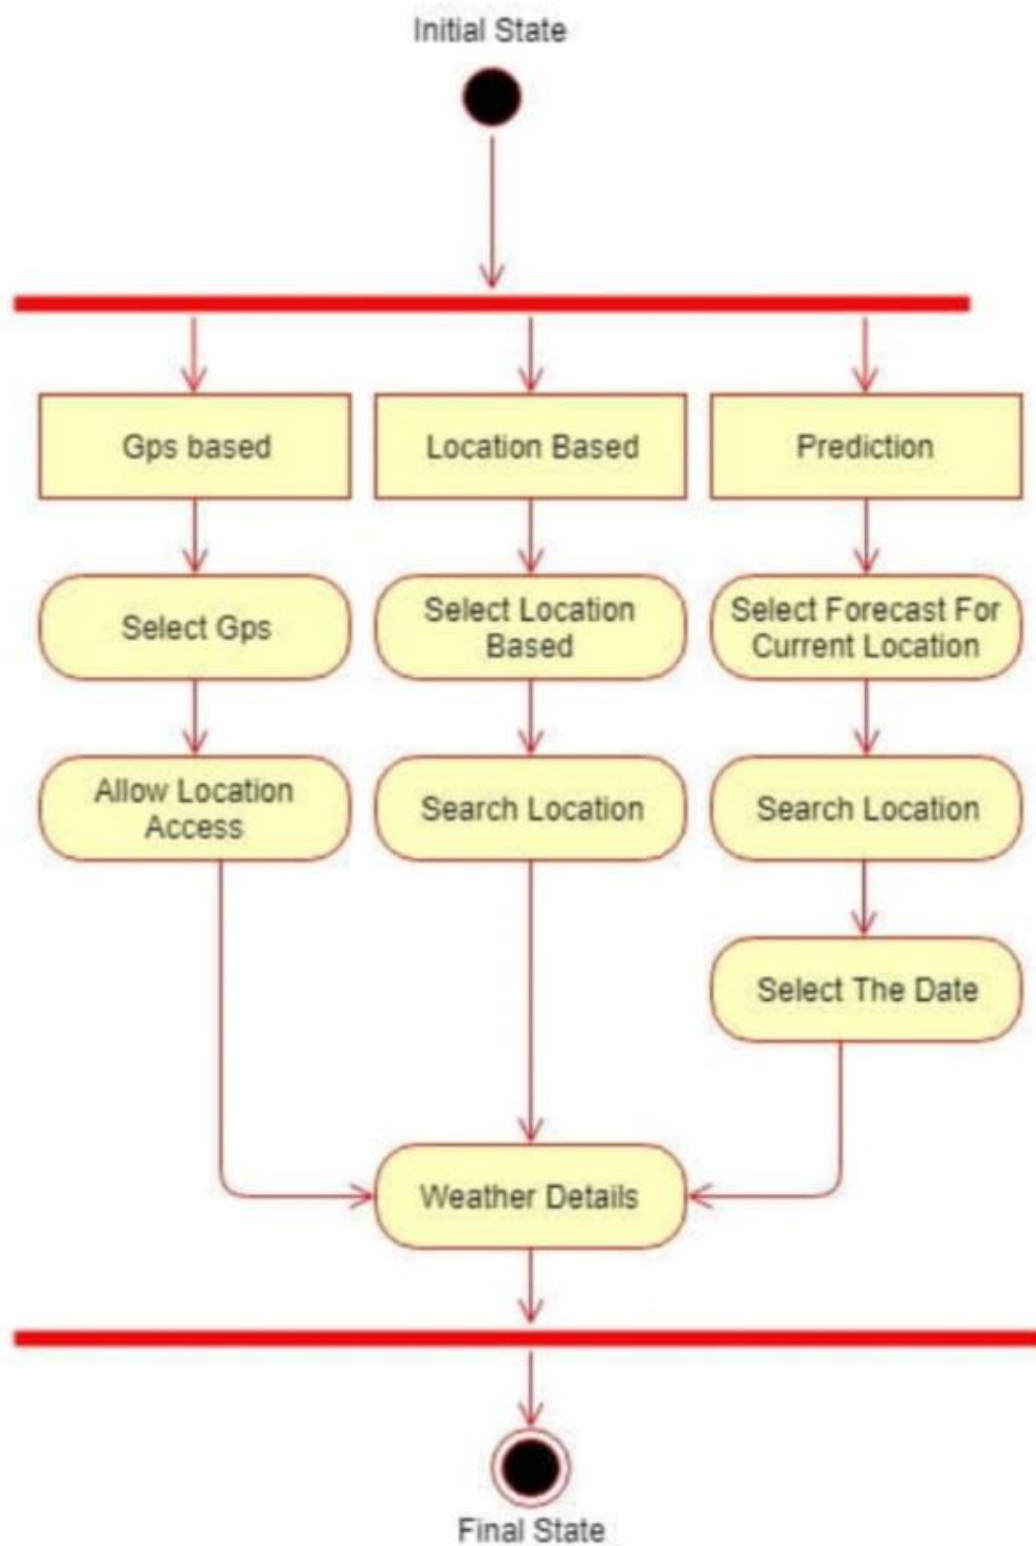 Initial State
Gps based
Location Based
Prediction
Select Gps
Select Location
Based
Select Forecast For
Current Location
Allow Location
Access
Search Location
Search Location
Select The Date
Weather Details
Final State